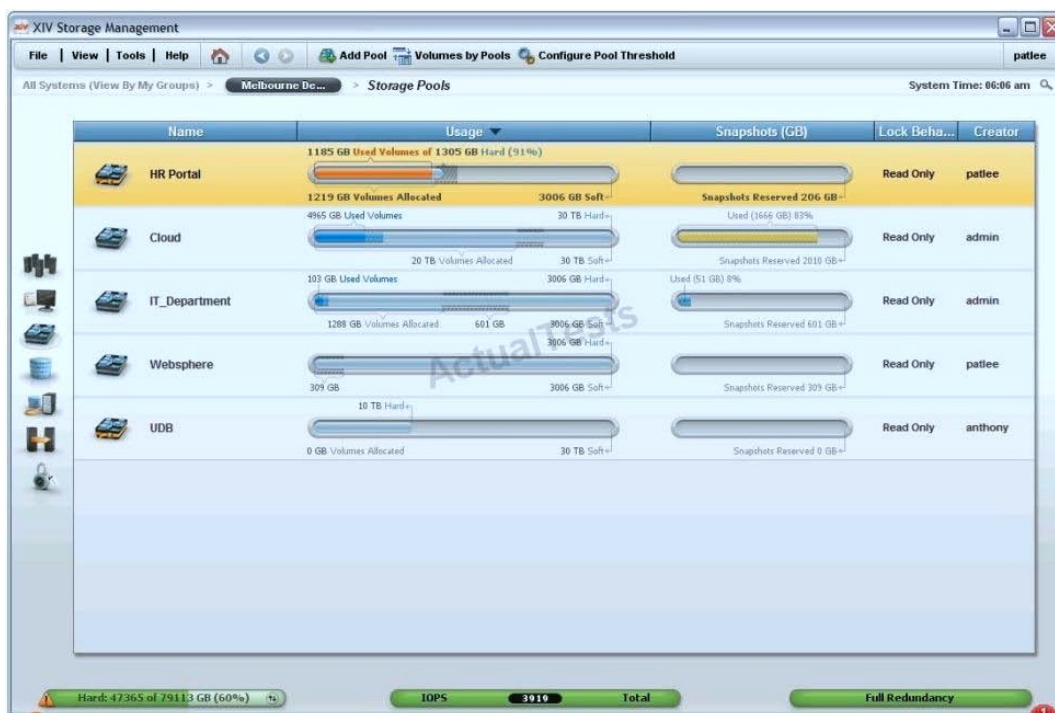 XIV Storage Management
File | View | Tools | Help Add Pool Volumes by Pools Configure Pool Threshold patlee
All Systems (View By My Groups) > Melbourne De... > Storage Pools System Time: 06:06 am
Name Usage Snapshots (GB) Lock Beha... Creator
1185 GB Used Volumes of 1305 GB Hard (91%)
HR Portal Read Only patlee
1219 GB Volumes Allocated 3006 GB Soft Snapshots Reserved 206 GB
4965 GB Used Volumes 30 TB Hard Used (1666 GB) 83%
Cloud Read Only admin
20 TB Volumes Allocated 30 TB Soft Snapshots Reserved 2010 GB
103 GB Used Volumes 3006 GB Hard Used (51 GB) 8%
IT_Department Read Only admin
1288 GB Volumes Allocated 601 GB 3006 GB Soft Snapshots Reserved 601 GB
ActualTests
3006 GB Hard
Websphere Read Only patlee
309 GB 3006 GB Soft Snapshots Reserved 309 GB
10 TB Hard
UDB Read Only anthony
0 GB Volumes Allocated 30 TB Soft Snapshots Reserved 0 GB
Hard: 47365 of 79113 GB (60%) IOPS 3919 Total Full Redundancy
1